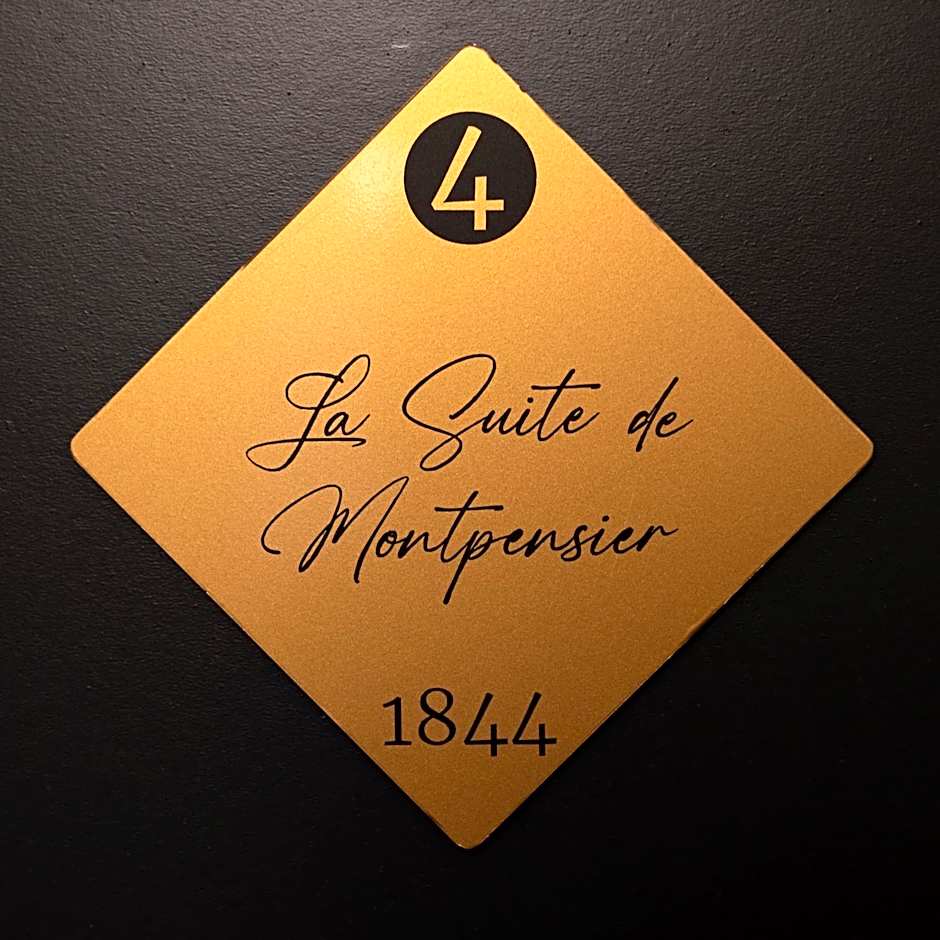 4
La Suite de
Montpensier
1844